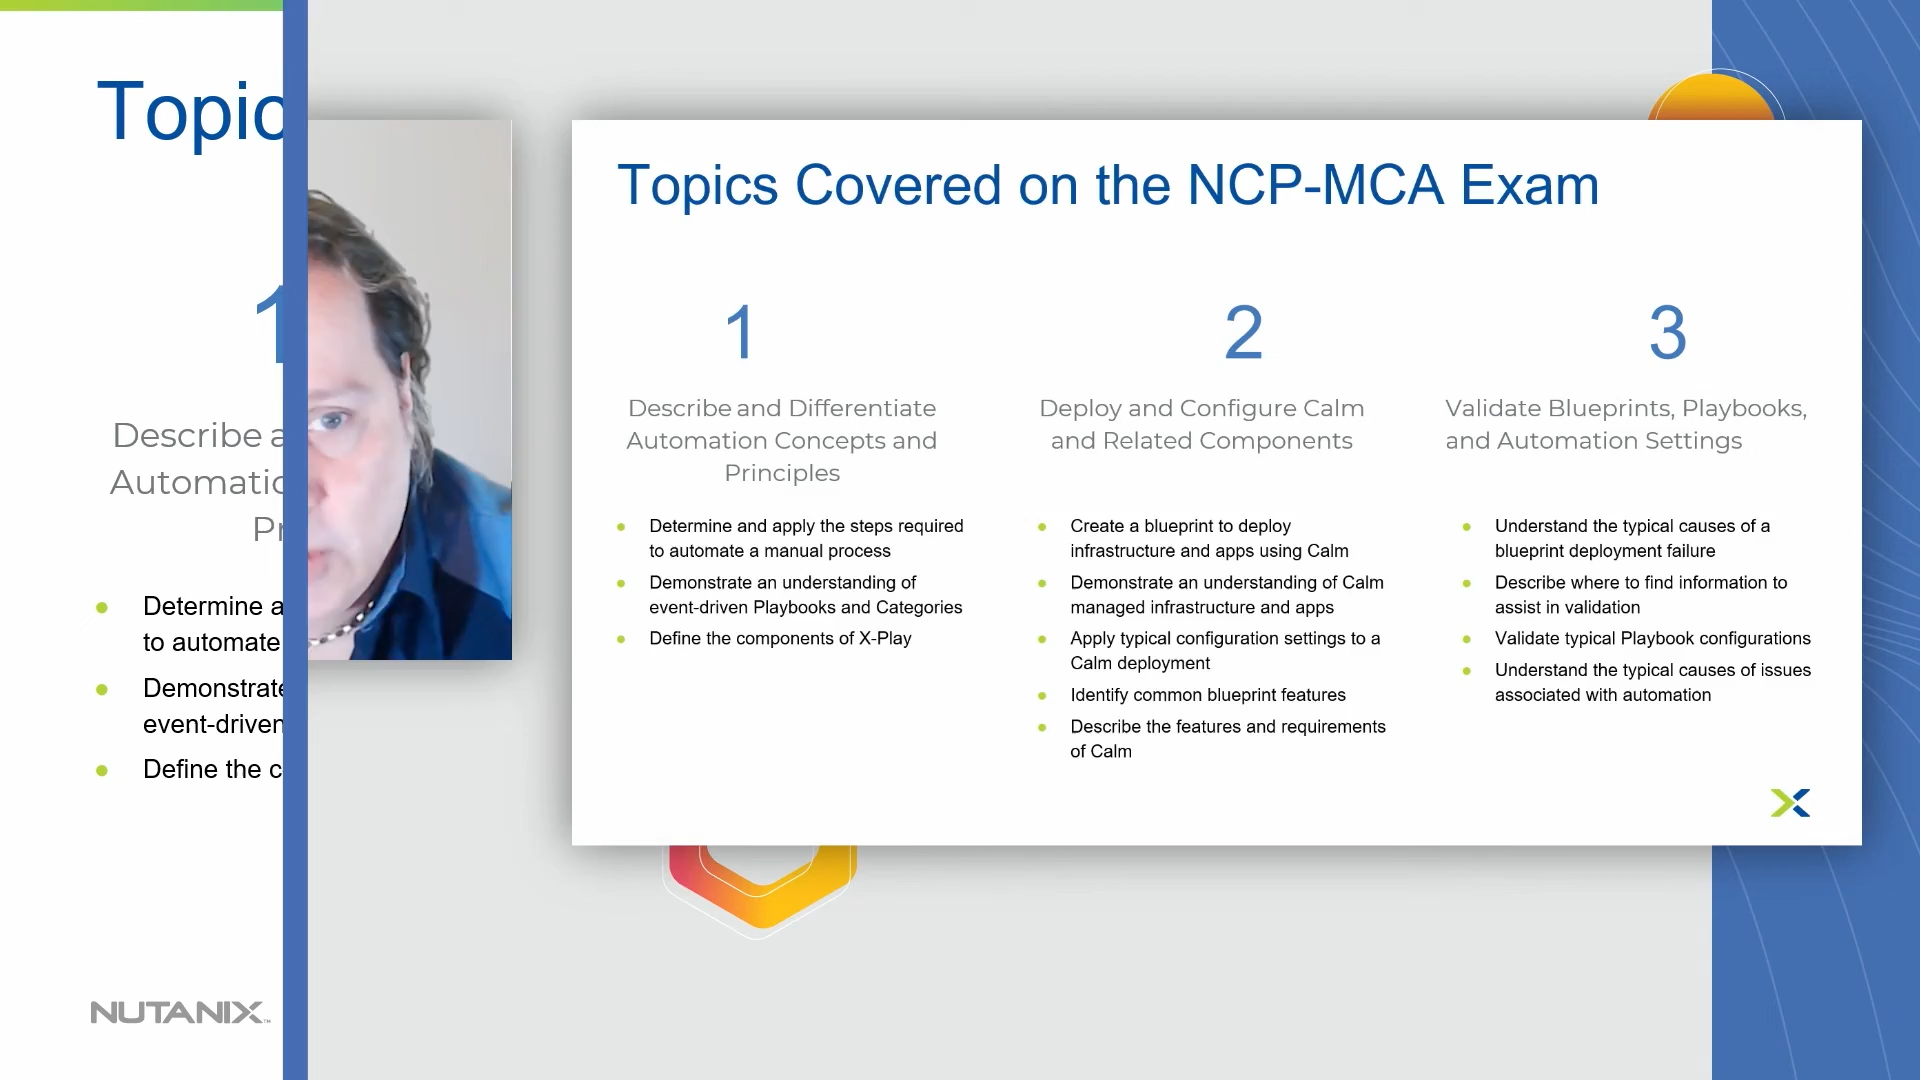 Topic
1
Describe a
Automatic
Pr
Determine a
to automate
Demonstrate
event-driven
Define the c
NUTANIX™
Topics Covered on the NCP-MCA Exam
1
Describe and Differentiate
Automation Concepts and
Principles
Determine and apply the steps required
to automate a manual process
Demonstrate an understanding of
event-driven Playbooks and Categories
Define the components of X-Play
2
Deploy and Configure Calm
and Related Components
Create a blueprint to deploy
infrastructure and apps using Calm
Demonstrate an understanding of Calm
managed infrastructure and apps
Apply typical configuration settings to a
Calm deployment
Identify common blueprint features
Describe the features and requirements
of Calm
3
Validate Blueprints, Playbooks,
and Automation Settings
Understand the typical causes of a
blueprint deployment failure
Describe where to find information to
assist in validation
Validate typical Playbook configurations
Understand the typical causes of issues
associated with automation